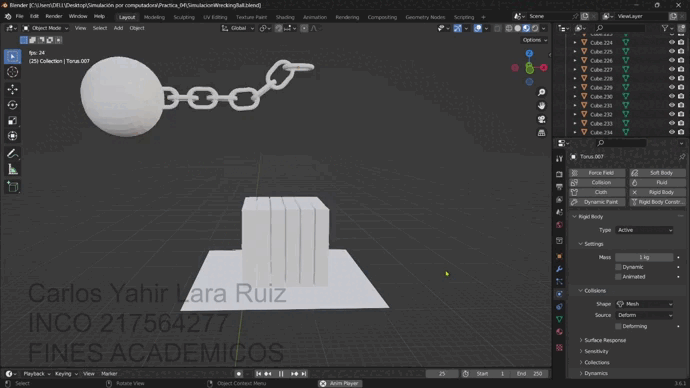 Blender [C:\Users\DELL\Desktop\Simulación por computadora\Practica_04\SimulacionWreckingBall.blend]
File Edit Render Window Help Layout Modeling Sculpting UV Editing Texture Paint Shading Animation Rendering Compositing Geometry Nodes Scripting + Scene ViewLayer
Object Mode View Select Add Object Global
Options
fps: 24
(25) Collection | Torus.007
Cube.223
Cube.224
Cube.225
Cube.226
Cube.227
Cube.228
Cube.229
Cube.230
Cube.231
Cube.232
Cube.233
Cube.234
Torus.007
Force Field Soft Body
Collision Fluid
Cloth Rigid Body
Dynamic Paint Rigid Body Constr...
Rigid Body
Type Active
Settings
Mass 1 kg
Dynamic
Animated
Collisions
Shape Mesh
Source Deform
Deforming
Surface Response
Sensitivity
Collections
Dynamics
Carlos Yahir Lara Ruiz
INCO 217564277
FINES ACADEMICOS
Playback Keying View Marker 25 Start 1 End 250
Select Rotate View Object Context Menu Anim Player 3.6.1